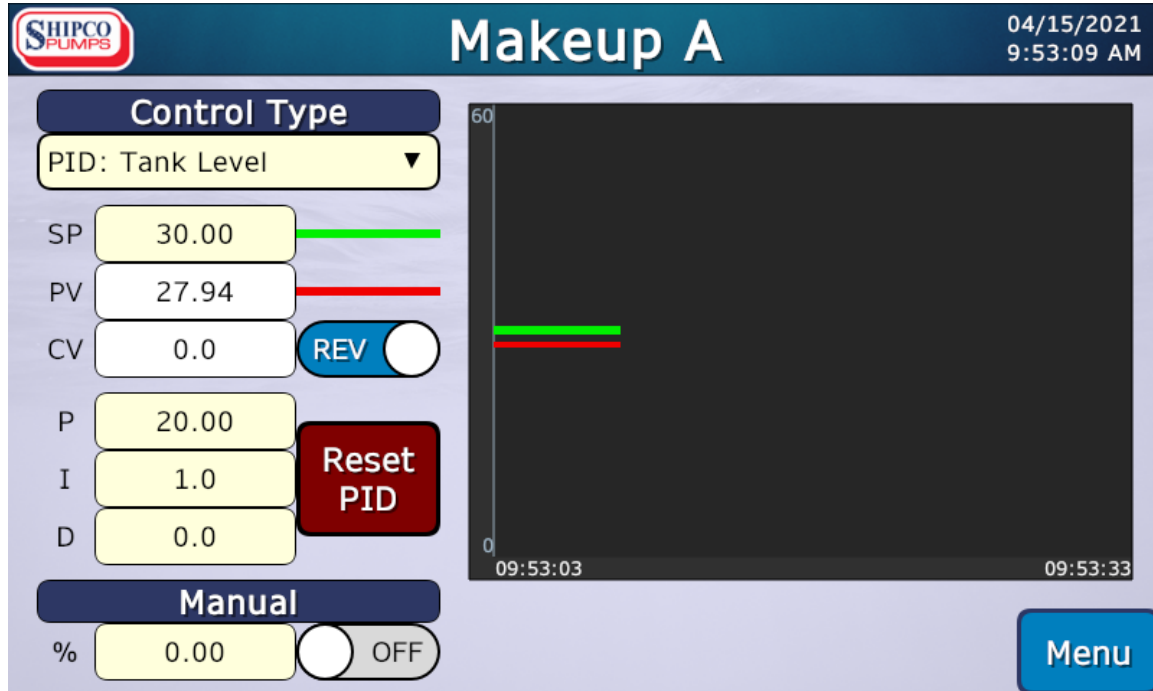 SHIPCO
PUMPS
Makeup A
04/15/2021
9:53:09 AM
Control Type
PID: Tank Level ▼
SP 30.00
PV 27.94
CV 0.0 REV
P 20.00
I 1.0
D 0.0
Reset
PID
Manual
% 0.00 OFF
60
0
09:53:03 09:53:33
Menu